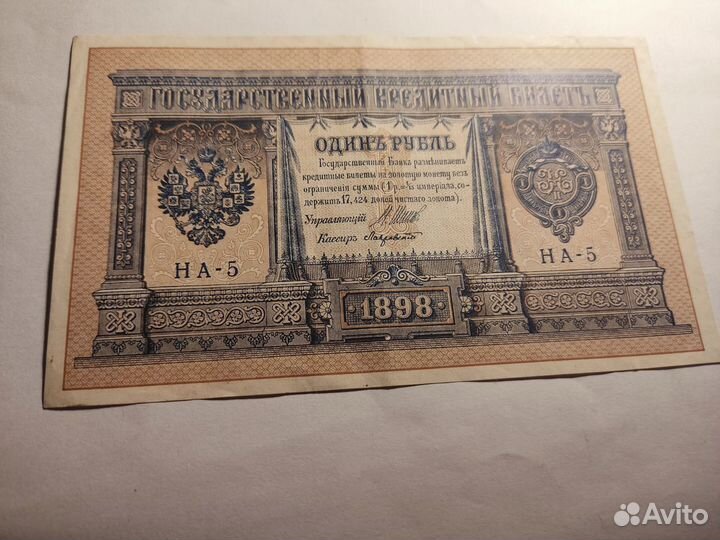 ГОСУДАРСТВЕННЫЙ КРЕДИТНЫЙ БИЛЕТЪ
ОДИНЪ РУБЛЬ
Государственный Банкъ размѣниваетъ
кредитные билеты на золотую монету безъ
ограниченія суммы (1 р.=1/15 имперіала, со-
держитъ 17,424 долей чистаго золота).
Управляющій
Кассиръ
НА-5
НА-5
1898
Avito